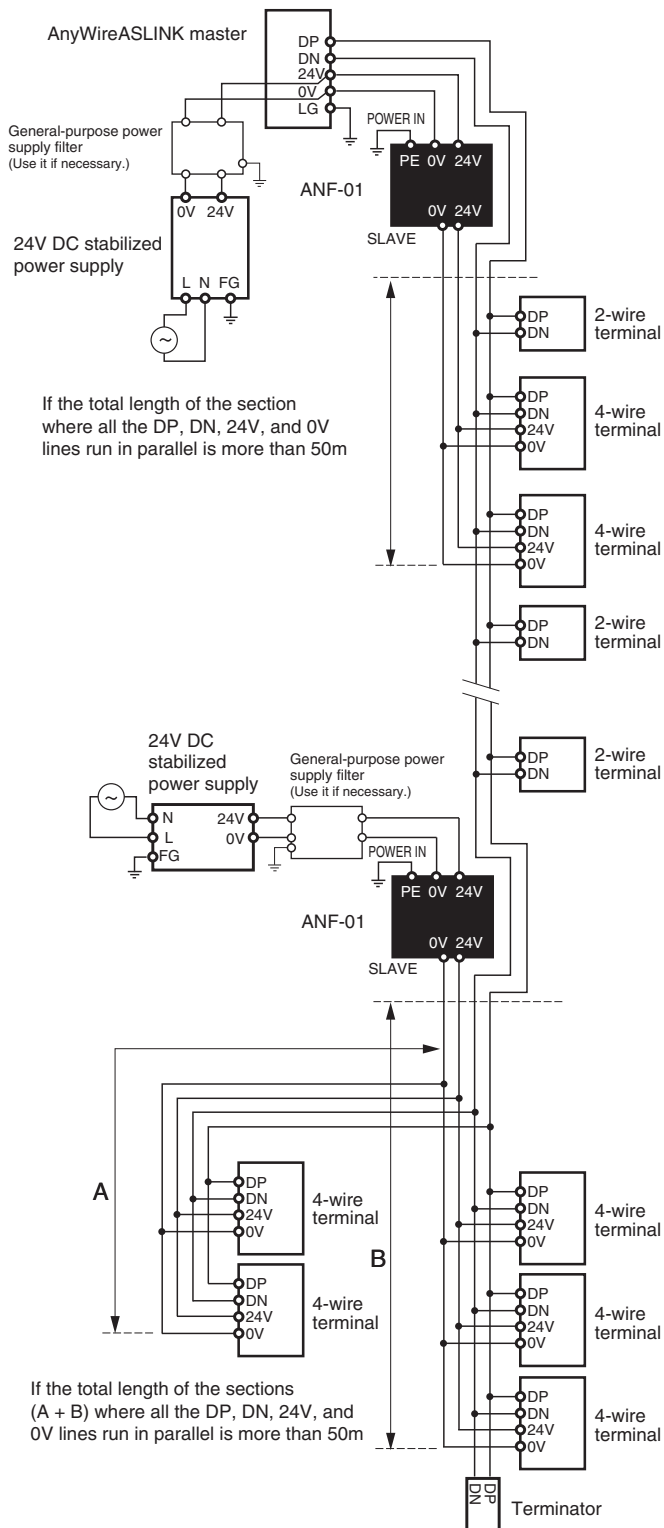 AnyWireASLINK master
DP
DN
24V
0V
LG
General-purpose power
supply filter
(Use it if necessary.)
POWER IN
PE 0V 24V
ANF-01
0V 24V
SLAVE
0V 24V
24V DC stabilized
power supply
L N FG
~
If the total length of the section
where all the DP, DN, 24V, and 0V
lines run in parallel is more than 50m
DP
DN
2-wire
terminal
DP
DN
24V
0V
4-wire
terminal
DP
DN
24V
0V
4-wire
terminal
DP
DN
2-wire
terminal
DP
DN
2-wire
terminal
24V DC
stabilized
power supply
~
N
L
FG
24V
0V
General-purpose power
supply filter
(Use it if necessary.)
POWER IN
PE 0V 24V
ANF-01
0V 24V
SLAVE
A
DP
DN
24V
0V
4-wire
terminal
DP
DN
24V
0V
4-wire
terminal
B
DP
DN
24V
0V
4-wire
terminal
DP
DN
24V
0V
4-wire
terminal
DP
DN
24V
0V
4-wire
terminal
If the total length of the sections
(A + B) where all the DP, DN, 24V, and
0V lines run in parallel is more than 50m
DN
DP
Terminator